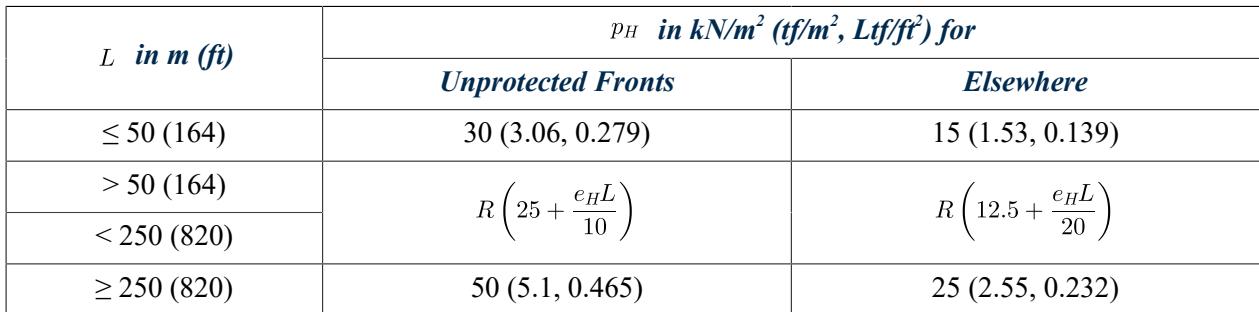 L in m (ft)
p_H in kN/m² (tf/m², Ltf/ft²) for
Unprotected Fronts Elsewhere
≤ 50 (164) 30 (3.06, 0.279) 15 (1.53, 0.139)
> 50 (164)
R(25 + e_H L/10) R(12.5 + e_H L/20)
< 250 (820)
≥ 250 (820) 50 (5.1, 0.465) 25 (2.55, 0.232)